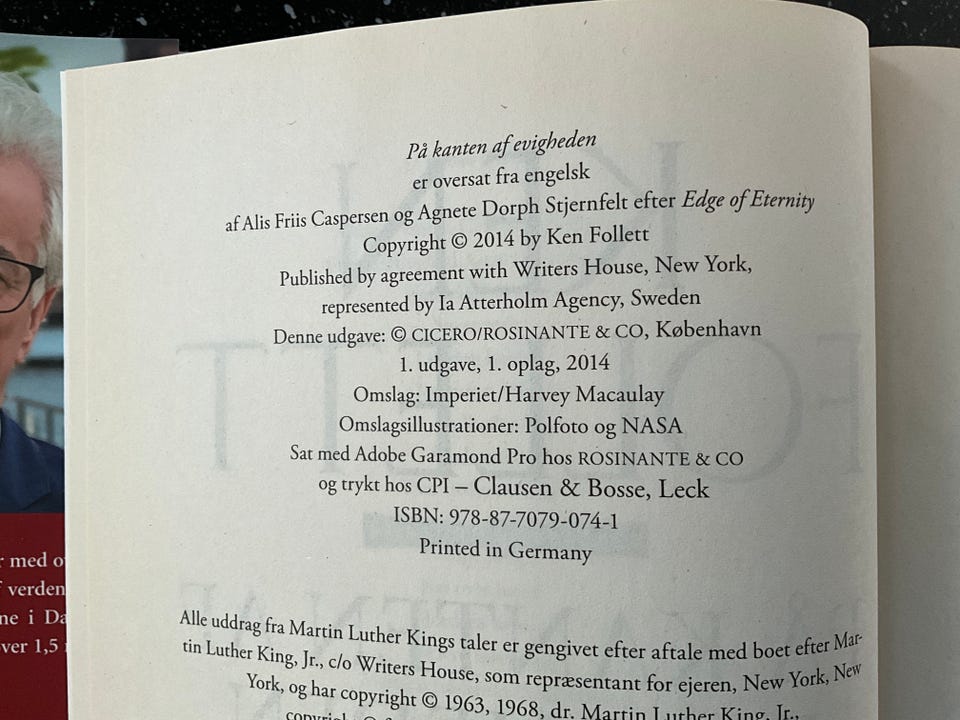 På kanten af evigheden
er oversat fra engelsk
af Alis Friis Caspersen og Agnete Dorph Stjernfelt efter Edge of Eternity
Copyright © 2014 by Ken Follett
Published by agreement with Writers House, New York,
represented by Ia Atterholm Agency, Sweden
Denne udgave: © CICERO/ROSINANTE & CO, København
1. udgave, 1. oplag, 2014
Omslag: Imperiet/Harvey Macaulay
Omslagsillustrationer: Polfoto og NASA
Sat med Adobe Garamond Pro hos ROSINANTE & CO
og trykt hos CPI – Clausen & Bosse, Leck
ISBN: 978-87-7079-074-1
Printed in Germany
Alle uddrag fra Martin Luther Kings taler er gengivet efter aftale med boet efter Mar-
tin Luther King, Jr., c/o Writers House, som repræsentant for ejeren, New York, New
York, og har copyright © 1963, 1968, dr. Martin Luther King, Jr.,
med
verden
i
1,5